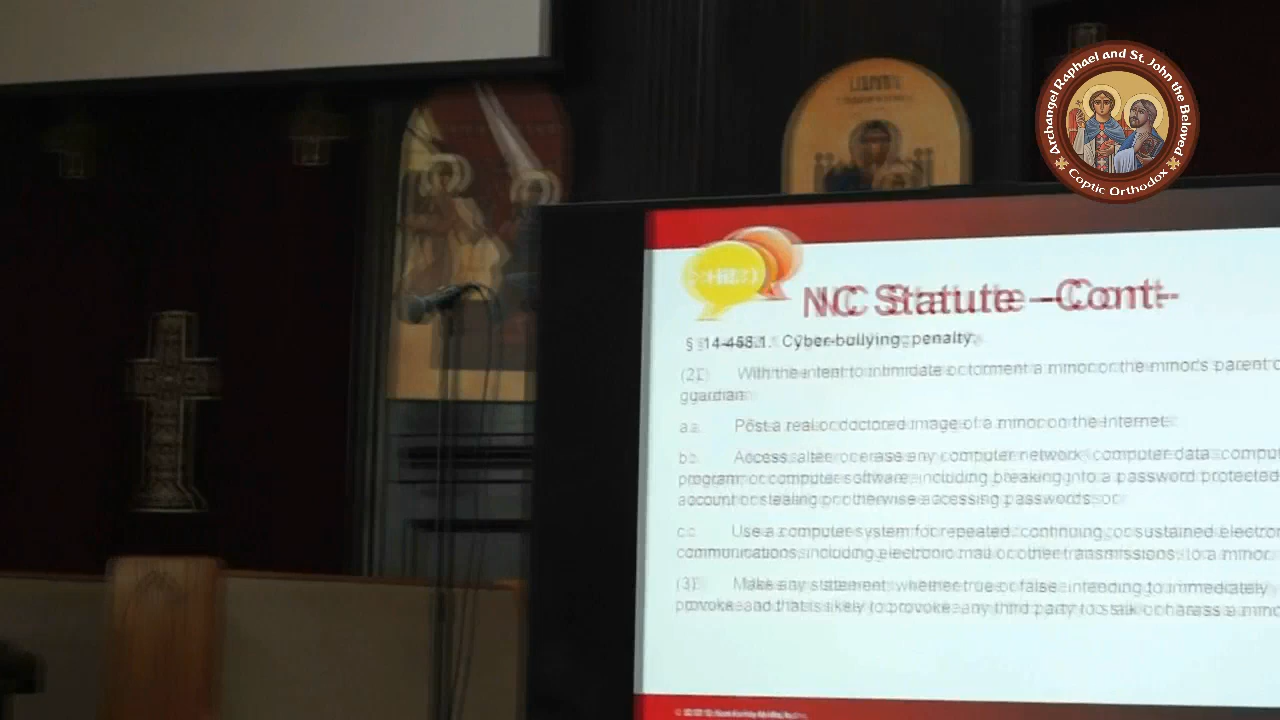 Archangel Raphael and St. John the Beloved
Coptic Orthodox
NC Statute –Cont-
§ 14-458.1. Cyber-bullying; penalty.
(2) With the intent to intimidate or torment a minor or the minor's parent
guardian:
a. Post a real or doctored image of a minor on the Internet;
b. Access, alter, or erase any computer network, computer data,
program, or computer software, including breaking into a password protected
account or stealing or otherwise accessing passwords; or
c. Use a computer system for repeated, continuing, or sustained
communications, including electronic mail or other transmissions, to a minor
(3) Make any statement, whether true or false, intending to immediately
provoke, and that is likely to provoke, any third party to stalk or harass a